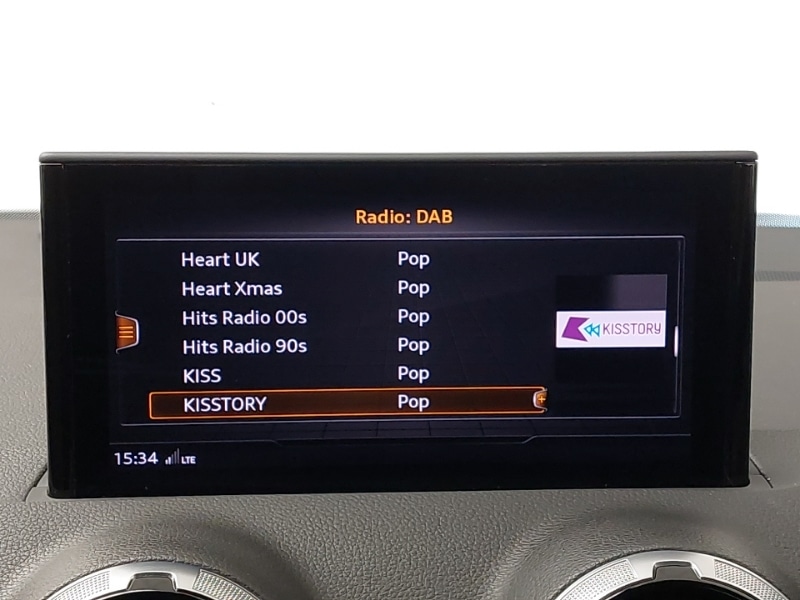 Radio: DAB
Heart UK Pop
Heart Xmas Pop
Hits Radio 00s Pop
Hits Radio 90s Pop
KISS Pop
KISSTORY Pop
KISSTORY
15:34 LTE